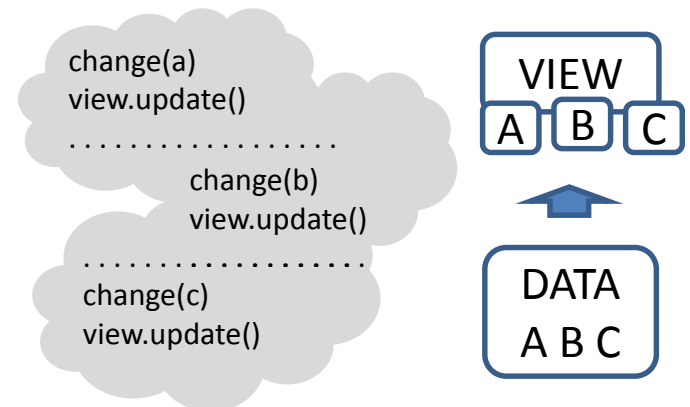 change(a)
view.update()
. . . . . . . . . . . . . . . . . .
change(b)
view.update()
. . . . . . . . . . . . . . . . . . .
change(c)
view.update()
VIEW
A B C
DATA
A B C